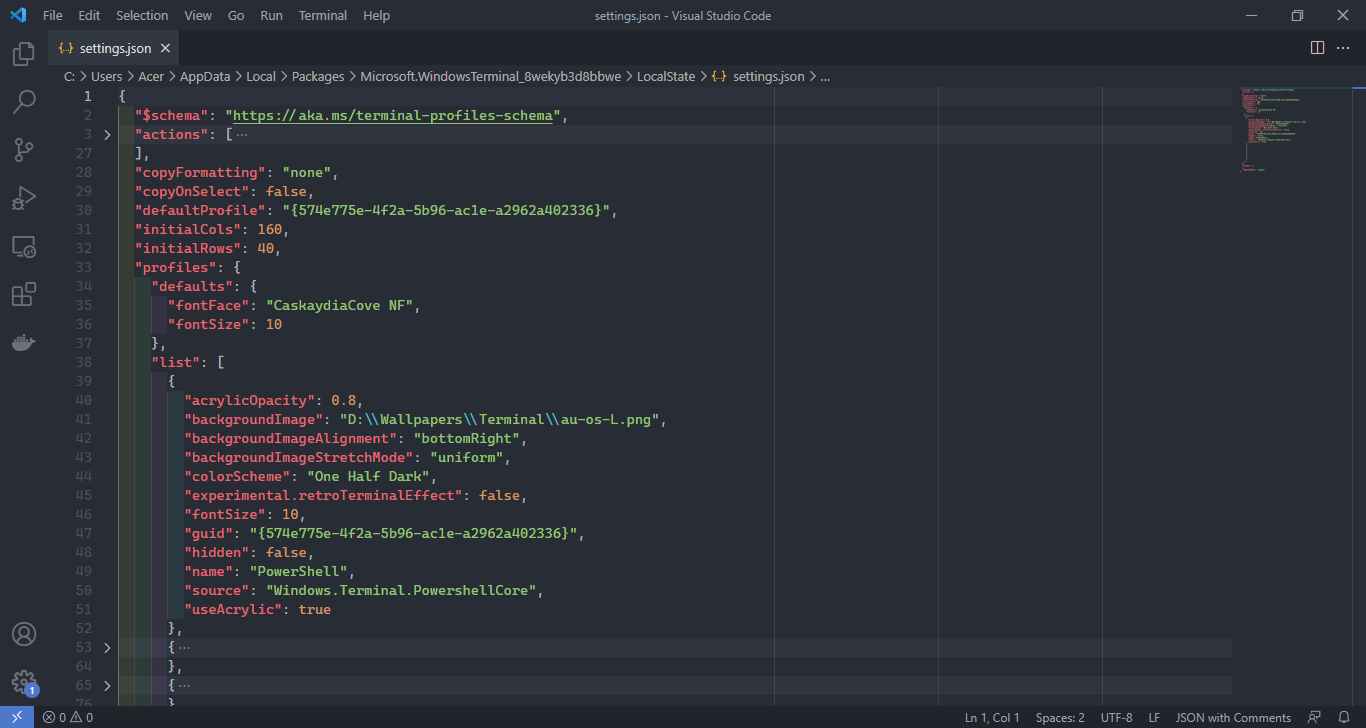 File Edit Selection View Go Run Terminal Help settings.json - Visual Studio Code
{..} settings.json
C: > Users > Acer > AppData > Local > Packages > Microsoft.WindowsTerminal_8wekyb3d8bbwe > LocalState > {..} settings.json > ...
1 {
2 "$schema": "https://aka.ms/terminal-profiles-schema",
3 > "actions": [ ···
27 ],
28 "copyFormatting": "none",
29 "copyOnSelect": false,
30 "defaultProfile": "{574e775e-4f2a-5b96-ac1e-a2962a402336}",
31 "initialCols": 160,
32 "initialRows": 40,
33 "profiles": {
34 "defaults": {
35 "fontFace": "CaskaydiaCove NF",
36 "fontSize": 10
37 },
38 "list": [
39 {
40 "acrylicOpacity": 0.8,
41 "backgroundImage": "D:\\Wallpapers\\Terminal\\au-os-L.png",
42 "backgroundImageAlignment": "bottomRight",
43 "backgroundImageStretchMode": "uniform",
44 "colorScheme": "One Half Dark",
45 "experimental.retroTerminalEffect": false,
46 "fontSize": 10,
47 "guid": "{574e775e-4f2a-5b96-ac1e-a2962a402336}",
48 "hidden": false,
49 "name": "PowerShell",
50 "source": "Windows.Terminal.PowershellCore",
51 "useAcrylic": true
52 },
53 > { ···
64 },
65 > { ···
76 }
1
0 0 Ln 1, Col 1 Spaces: 2 UTF-8 LF JSON with Comments